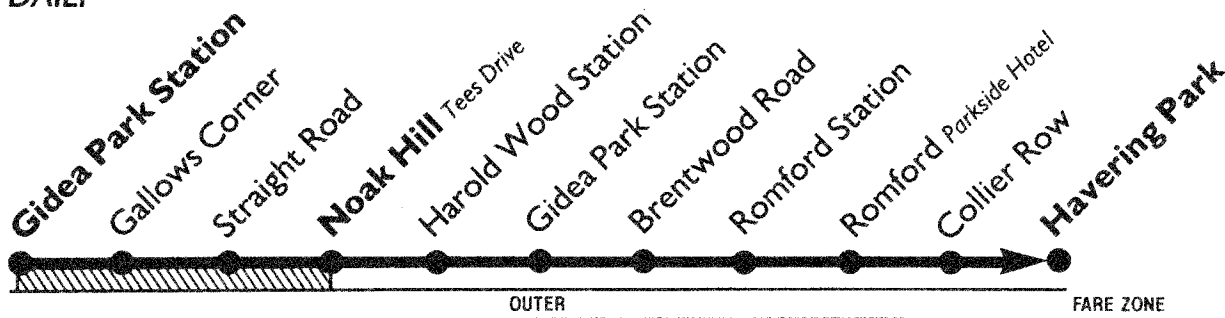 Gidea Park Station
Gallows Corner
Straight Road
Noak Hill Tees Drive
Harold Wood Station
Gidea Park Station
Brentwood Road
Romford Station
Romford Parkside Hotel
Collier Row
Havering Park
OUTER
FARE ZONE